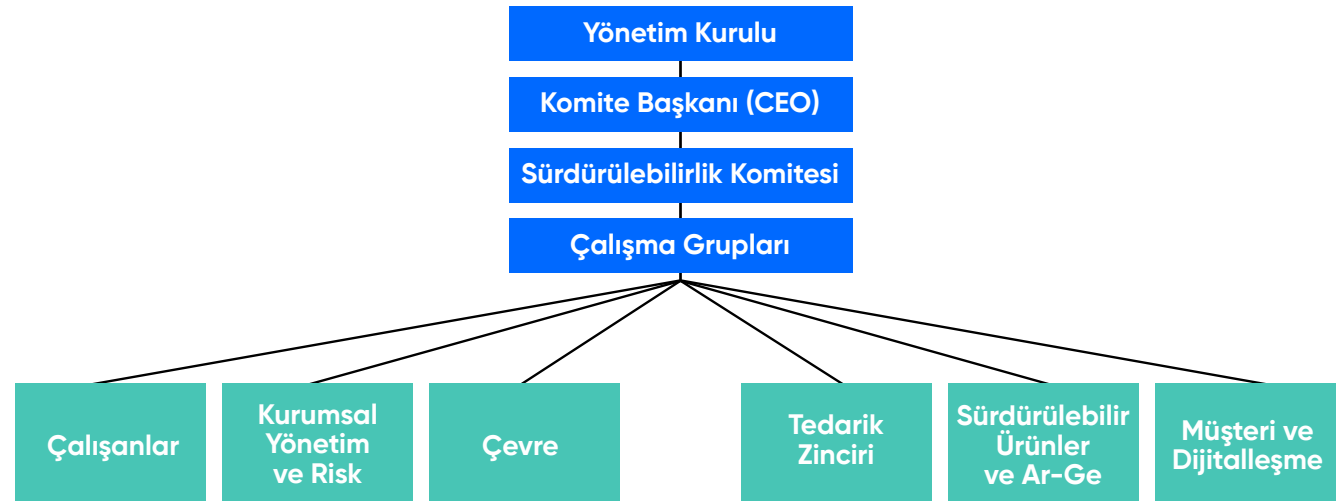 Yönetim Kurulu
Komite Başkanı (CEO)
Sürdürülebilirlik Komitesi
Çalışma Grupları
Çalışanlar
Kurumsal
Yönetim
ve Risk
Çevre
Tedarik
Zinciri
Sürdürülebilir
Ürünler
ve Ar-Ge
Müşteri ve
Dijitalleşme